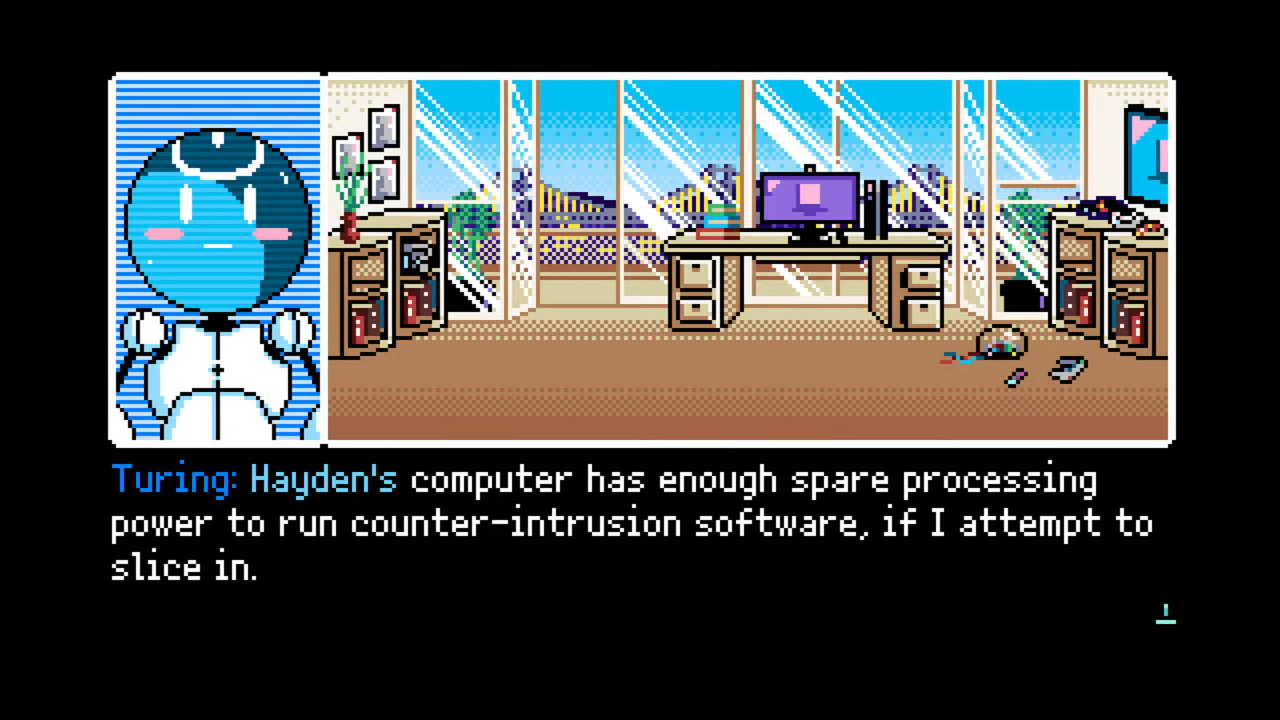 Turing: Hayden's computer has enough spare processing
power to run counter-intrusion software, if I attempt to
slice in.